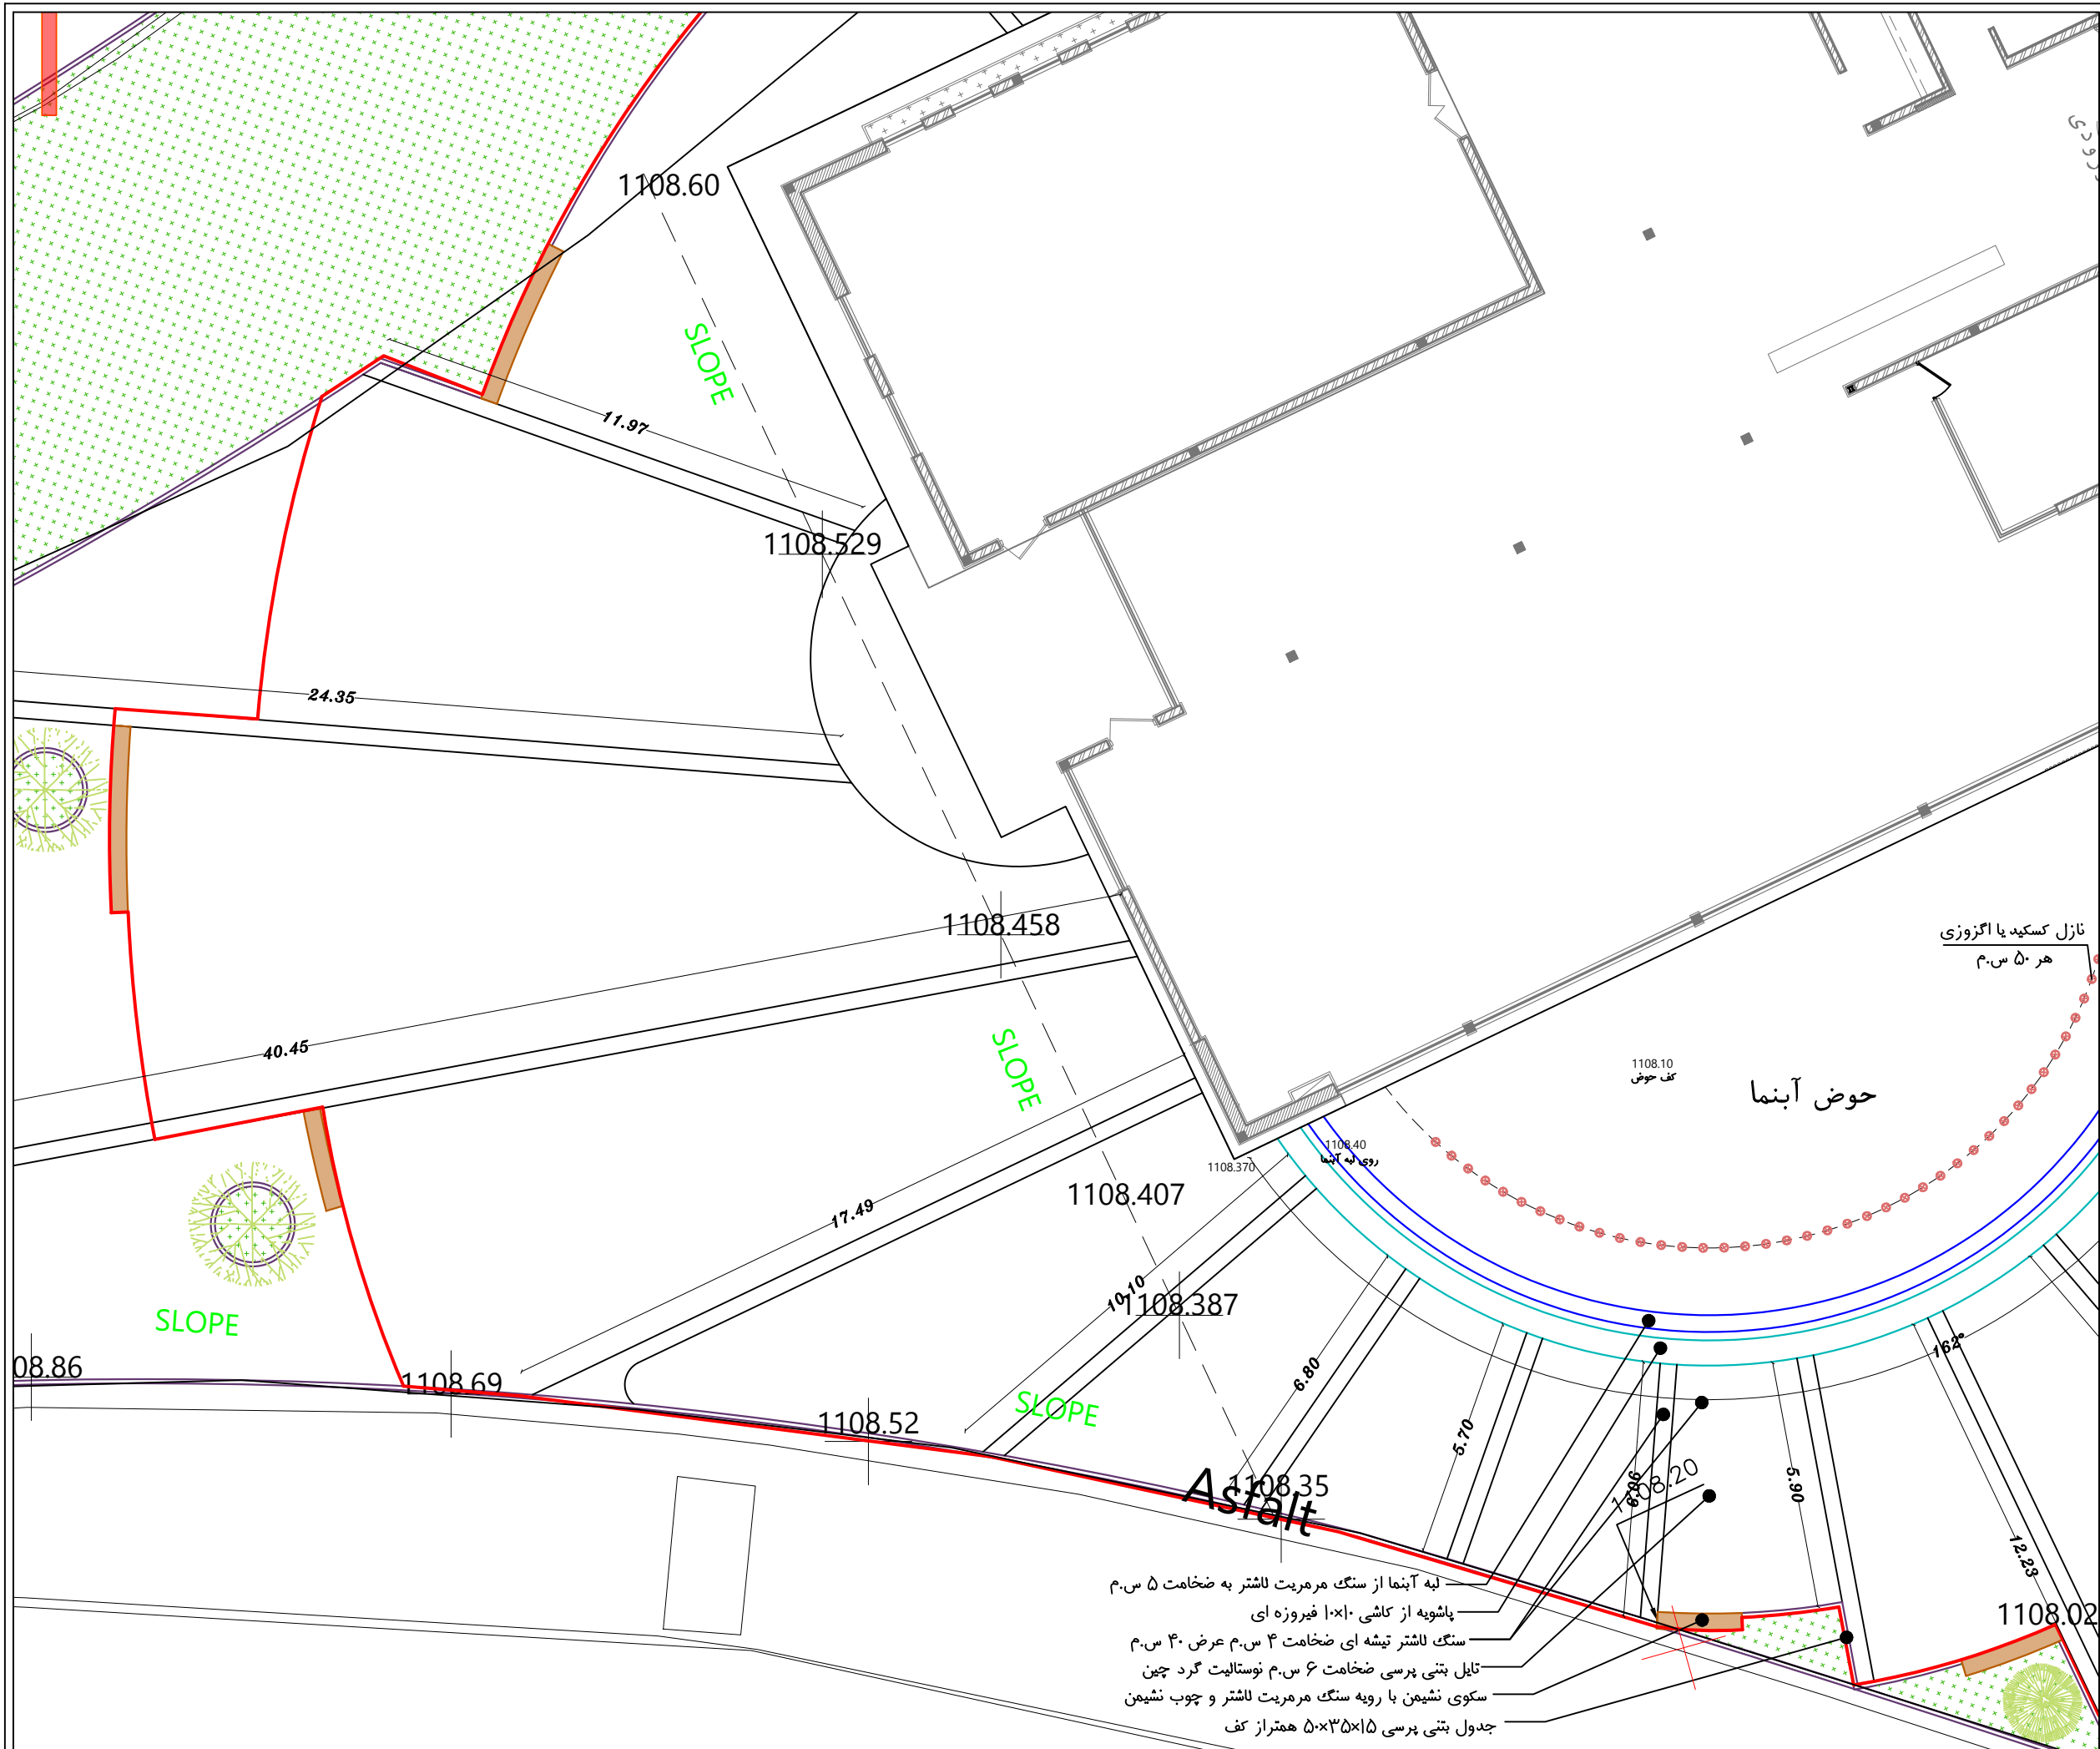 1108.60
SLOPE
11.97
1108.529
24.35
1108.458
نازل کسکید یا اگزوزی
هر ۵۰ س.م
40.45
SLOPE
1108.10
کف حوض
حوض آبنما
1108.40
روی لبه آبنما
1108.370
1108.407
17.49
10.10
1108.387
SLOPE
162°
08.86
1108.69
6.80
SLOPE
1108.52
5.70
1108.35
Asfalt
6.06
1108.20
5.90
12.23
لبه آبنما از سنگ مرمریت لاشتر به ضخامت ۵ س.م
پاشویه از کاشی ۱۰×۱۰ فیروزه ای
1108.02
سنگ لاشتر تیشه ای ضخامت ۴ س.م عرض ۴۰ س.م
تایل بتنی پرسی ضخامت ۶ س.م نوستالیت گرد چین
سکوی نشیمن با رویه سنگ مرمریت لاشتر و چوب نشیمن
جدول بتنی پرسی ۱۵×۳۵×۵۰ همتراز کف